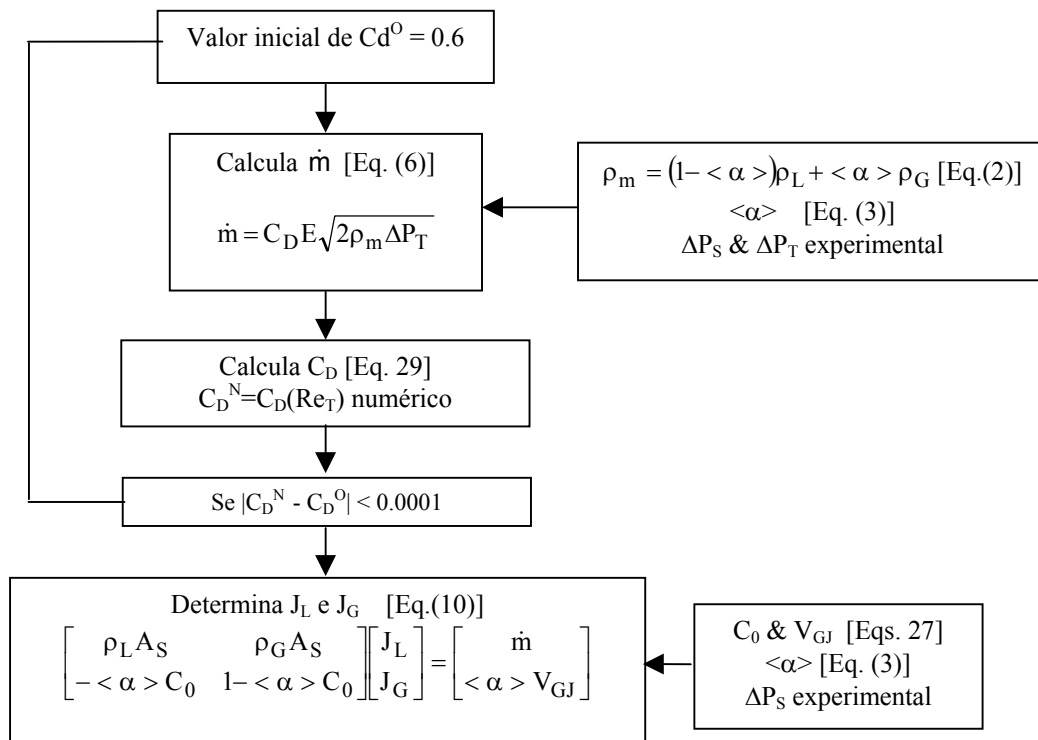 Valor inicial de Cd^O = 0.6
Calcula ṁ [Eq. (6)]
ṁ = C_D E√(2ρ_m ΔP_T)
ρ_m = (1− < α >)ρ_L + < α > ρ_G [Eq.(2)]
<α> [Eq. (3)]
ΔP_S & ΔP_T experimental
Calcula C_D [Eq. 29]
C_D^N=C_D(Re_T) numérico
Se |C_D^N - C_D^O| < 0.0001
Determina J_L e J_G [Eq.(10)]
[ρ_L A_S ρ_G A_S] [J_L] = [ṁ]
[− < α > C_0 1− < α > C_0] [J_G] = [< α > V_GJ]
C_0 & V_GJ [Eqs. 27]
<α> [Eq. (3)]
ΔP_S experimental